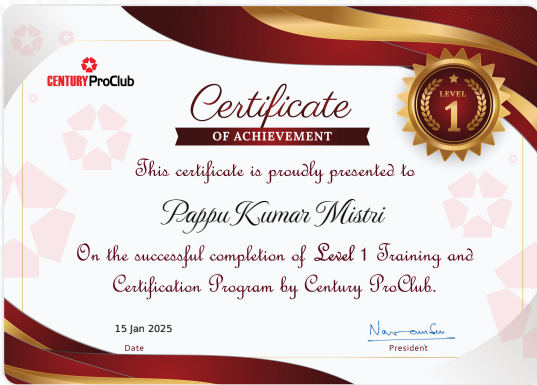 CENTURY ProClub
LEVEL
1
Certificate
OF ACHIEVEMENT
This certificate is proudly presented to
Pappu Kumar Mistri
On the successful completion of Level 1 Training and
Certification Program by Century ProClub.
15 Jan 2025
Date
President